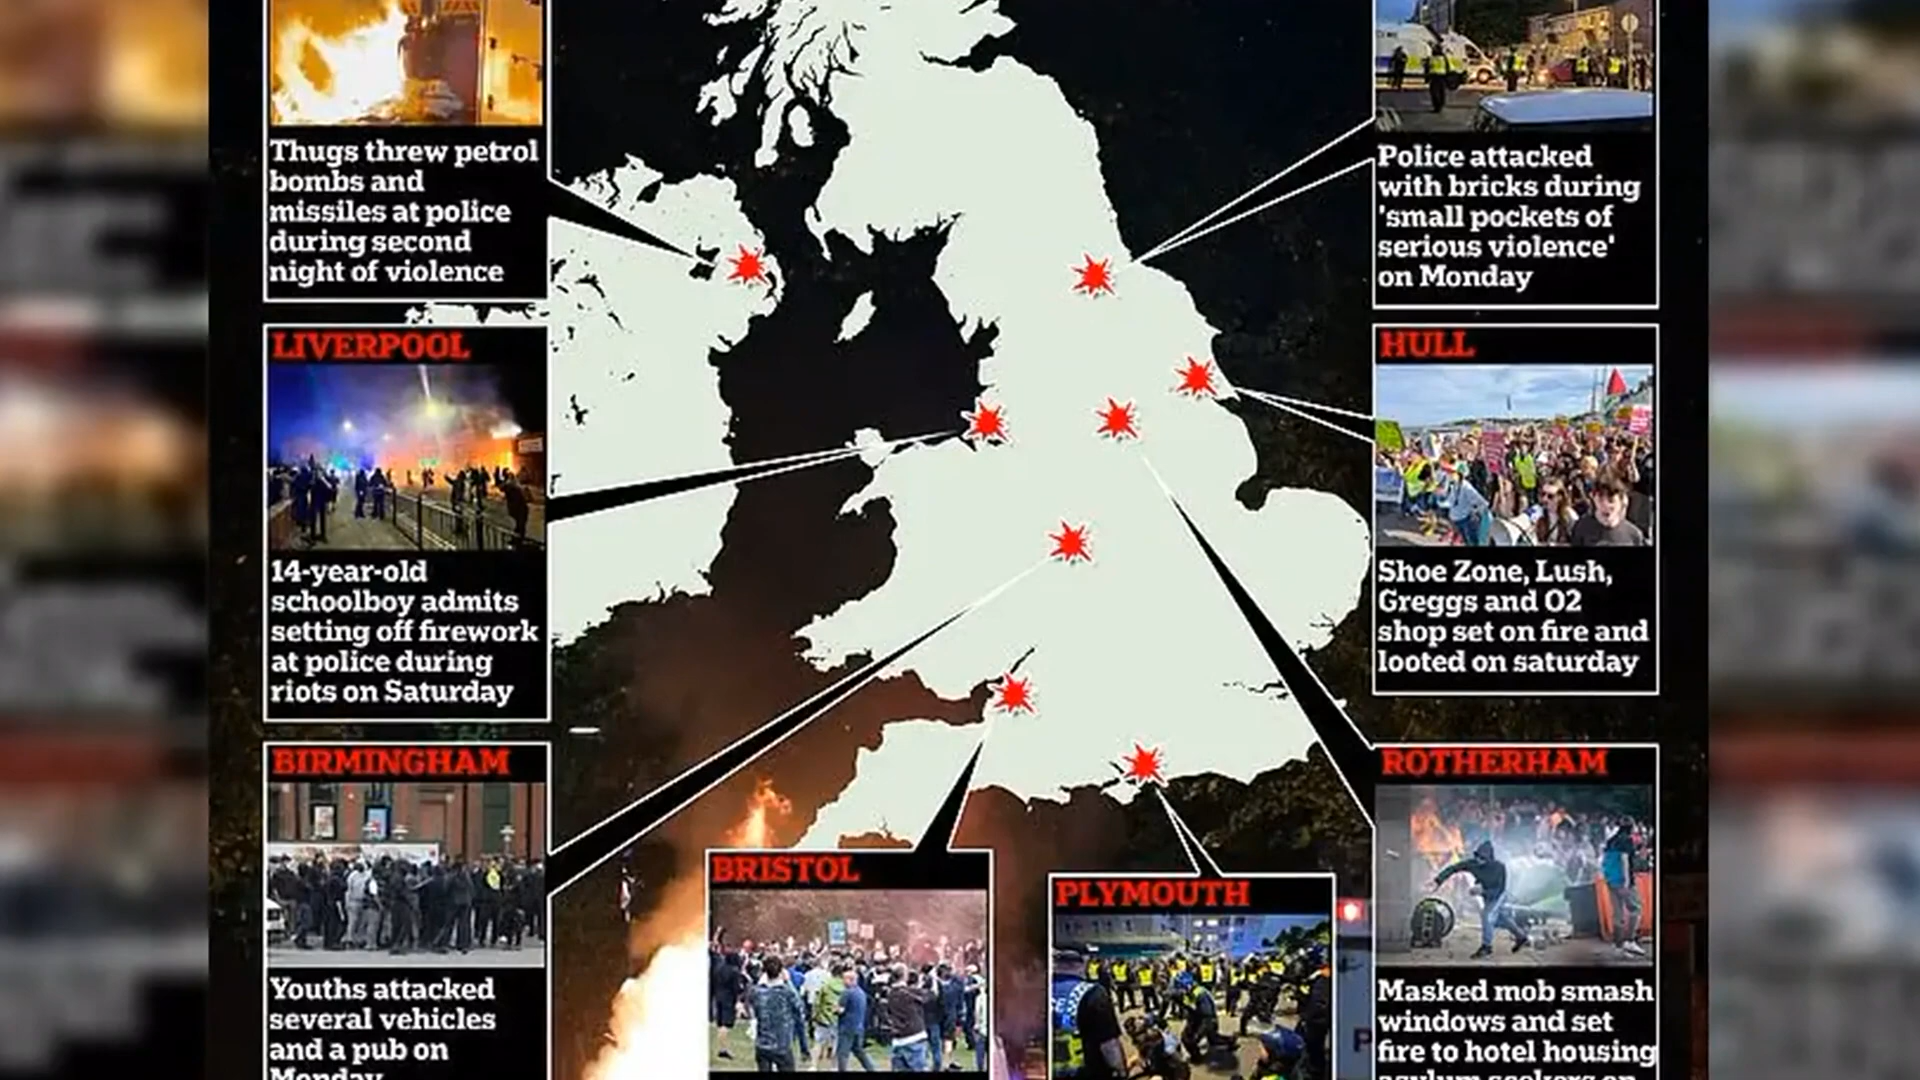 Thugs threw petrol
bombs and
missiles at police
during second
night of violence
LIVERPOOL
14-year-old
schoolboy admits
setting off firework
at police during
riots on Saturday
BIRMINGHAM
Youths attacked
several vehicles
and a pub on
Monday
BRISTOL
PLYMOUTH
Police attacked
with bricks during
'small pockets of
serious violence'
on Monday
HULL
Shoe Zone, Lush,
Greggs and O2
shop set on fire and
looted on saturday
ROTHERHAM
Masked mob smash
windows and set
fire to hotel housing
asylum seekers on